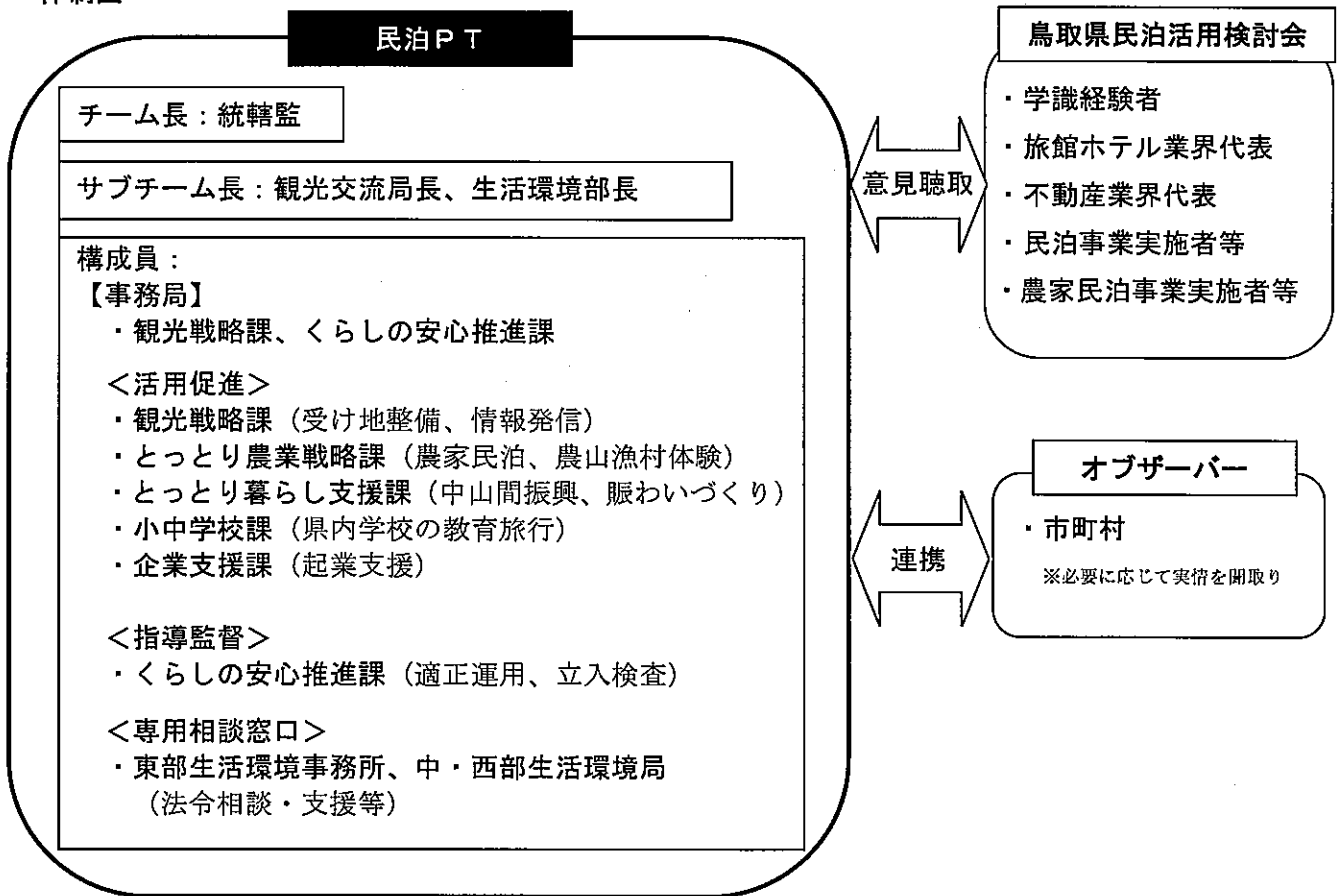 民泊ＰＴ
チーム長：統轄監
サブチーム長：観光交流局長、生活環境部長
構成員：
【事務局】
・観光戦略課、くらしの安心推進課
＜活用促進＞
・観光戦略課（受け地整備、情報発信）
・とっとり農業戦略課（農家民泊、農山漁村体験）
・とっとり暮らし支援課（中山間振興、賑わいづくり）
・小中学校課（県内学校の教育旅行）
・企業支援課（起業支援）
＜指導監督＞
・くらしの安心推進課（適正運用、立入検査）
＜専用相談窓口＞
・東部生活環境事務所、中・西部生活環境局
（法令相談・支援等）
意見聴取
鳥取県民泊活用検討会
・学識経験者
・旅館ホテル業界代表
・不動産業界代表
・民泊事業実施者等
・農家民泊事業実施者等
連携
オブザーバー
・市町村
※必要に応じて実情を聞取り